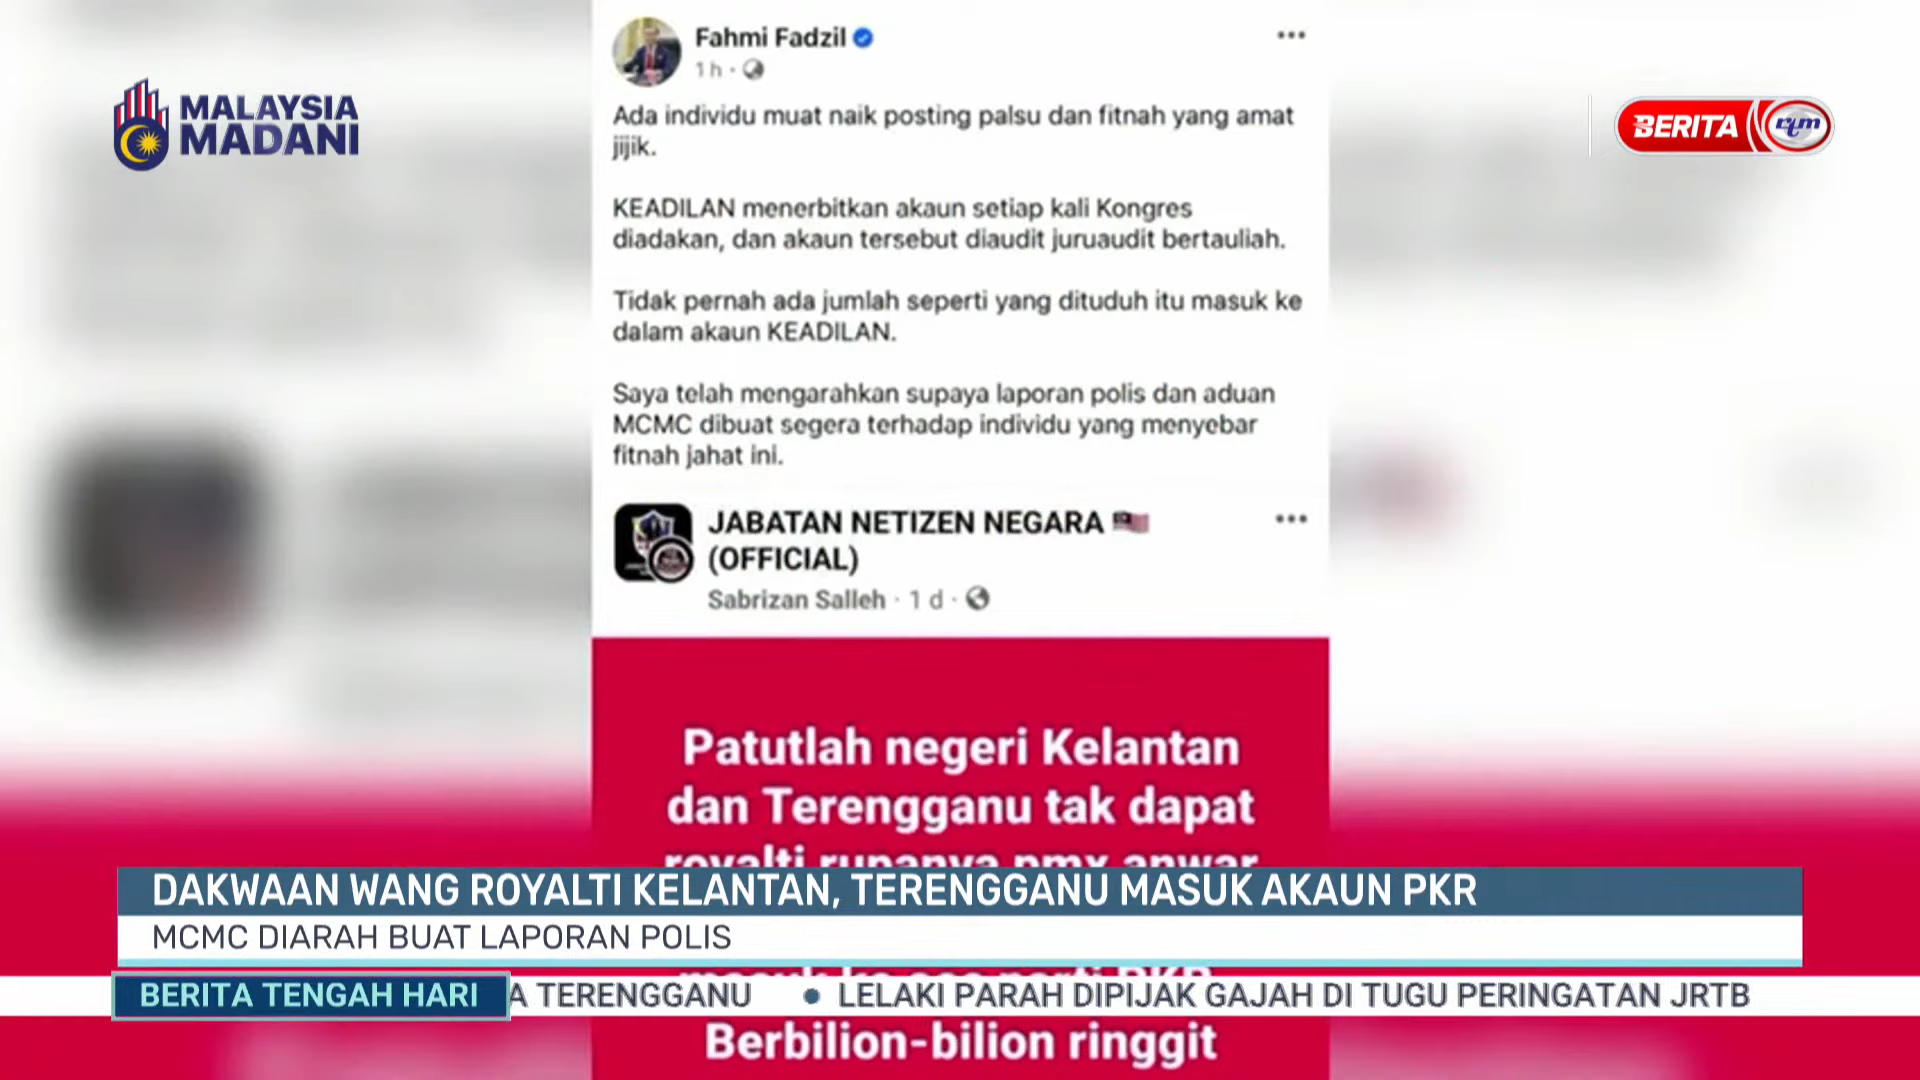 Fahmi Fadzil
1 h
Ada individu muat naik posting palsu dan fitnah yang amat
jijik.
KEADILAN menerbitkan akaun setiap kali Kongres
diadakan, dan akaun tersebut diaudit juruaudit bertauliah.
Tidak pernah ada jumlah seperti yang dituduh itu masuk ke
dalam akaun KEADILAN.
Saya telah mengarahkan supaya laporan polis dan aduan
MCMC dibuat segera terhadap individu yang menyebar
fitnah jahat ini.
JABATAN NETIZEN NEGARA
(OFFICIAL)
Sabrizan Salleh · 1 d ·
Patutlah negeri Kelantan
dan Terengganu tak dapat
royalti rupanya pmx anwar
Berbilion-bilion ringgit
MALAYSIA
MADANI
BERITA rtm
DAKWAAN WANG ROYALTI KELANTAN, TERENGGANU MASUK AKAUN PKR
MCMC DIARAH BUAT LAPORAN POLIS
BERITA TENGAH HARI
A TERENGGANU • LELAKI PARAH DIPIJAK GAJAH DI TUGU PERINGATAN JRTB